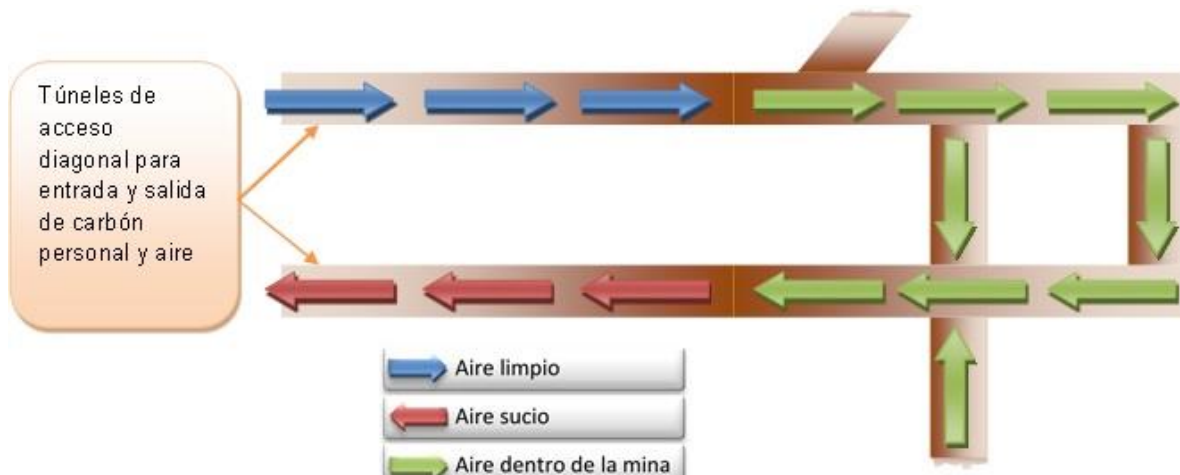 Túneles de
acceso
diagonal para
entrada y salida
de carbón
personal y aire
Aire limpio
Aire sucio
Aire dentro de la mina